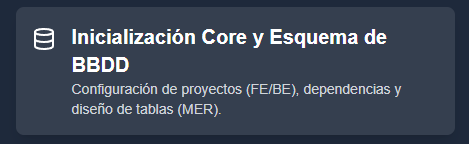 Inicialización Core y Esquema de
BBDD
Configuración de proyectos (FE/BE), dependencias y
diseño de tablas (MER).